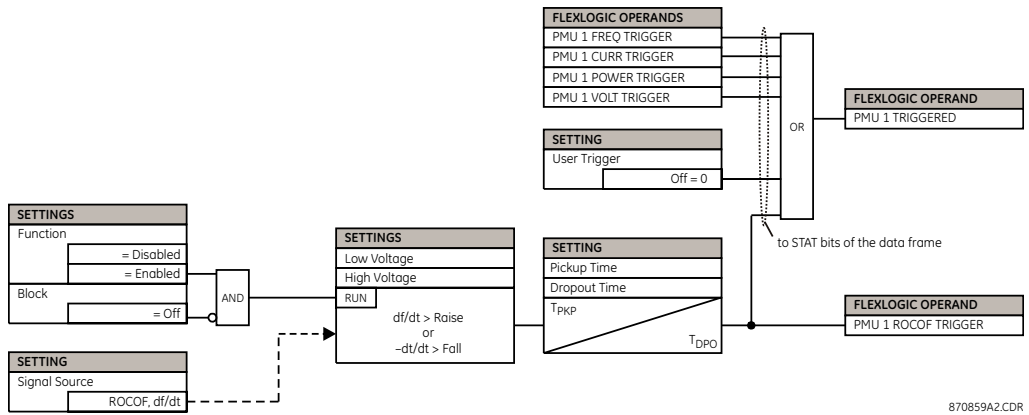 FLEXLOGIC OPERANDS
PMU 1 FREQ TRIGGER
PMU 1 CURR TRIGGER
PMU 1 POWER TRIGGER
PMU 1 VOLT TRIGGER
SETTING
User Trigger
Off = 0
OR
FLEXLOGIC OPERAND
PMU 1 TRIGGERED
to STAT bits of the data frame
SETTINGS
Function
= Disabled
= Enabled
Block
= Off
AND
SETTING
Signal Source
ROCOF, df/dt
SETTINGS
Low Voltage
High Voltage
RUN
df/dt > Raise
or
–dt/dt > Fall
SETTING
Pickup Time
Dropout Time
TPKP
TDPO
FLEXLOGIC OPERAND
PMU 1 ROCOF TRIGGER
870859A2.CDR